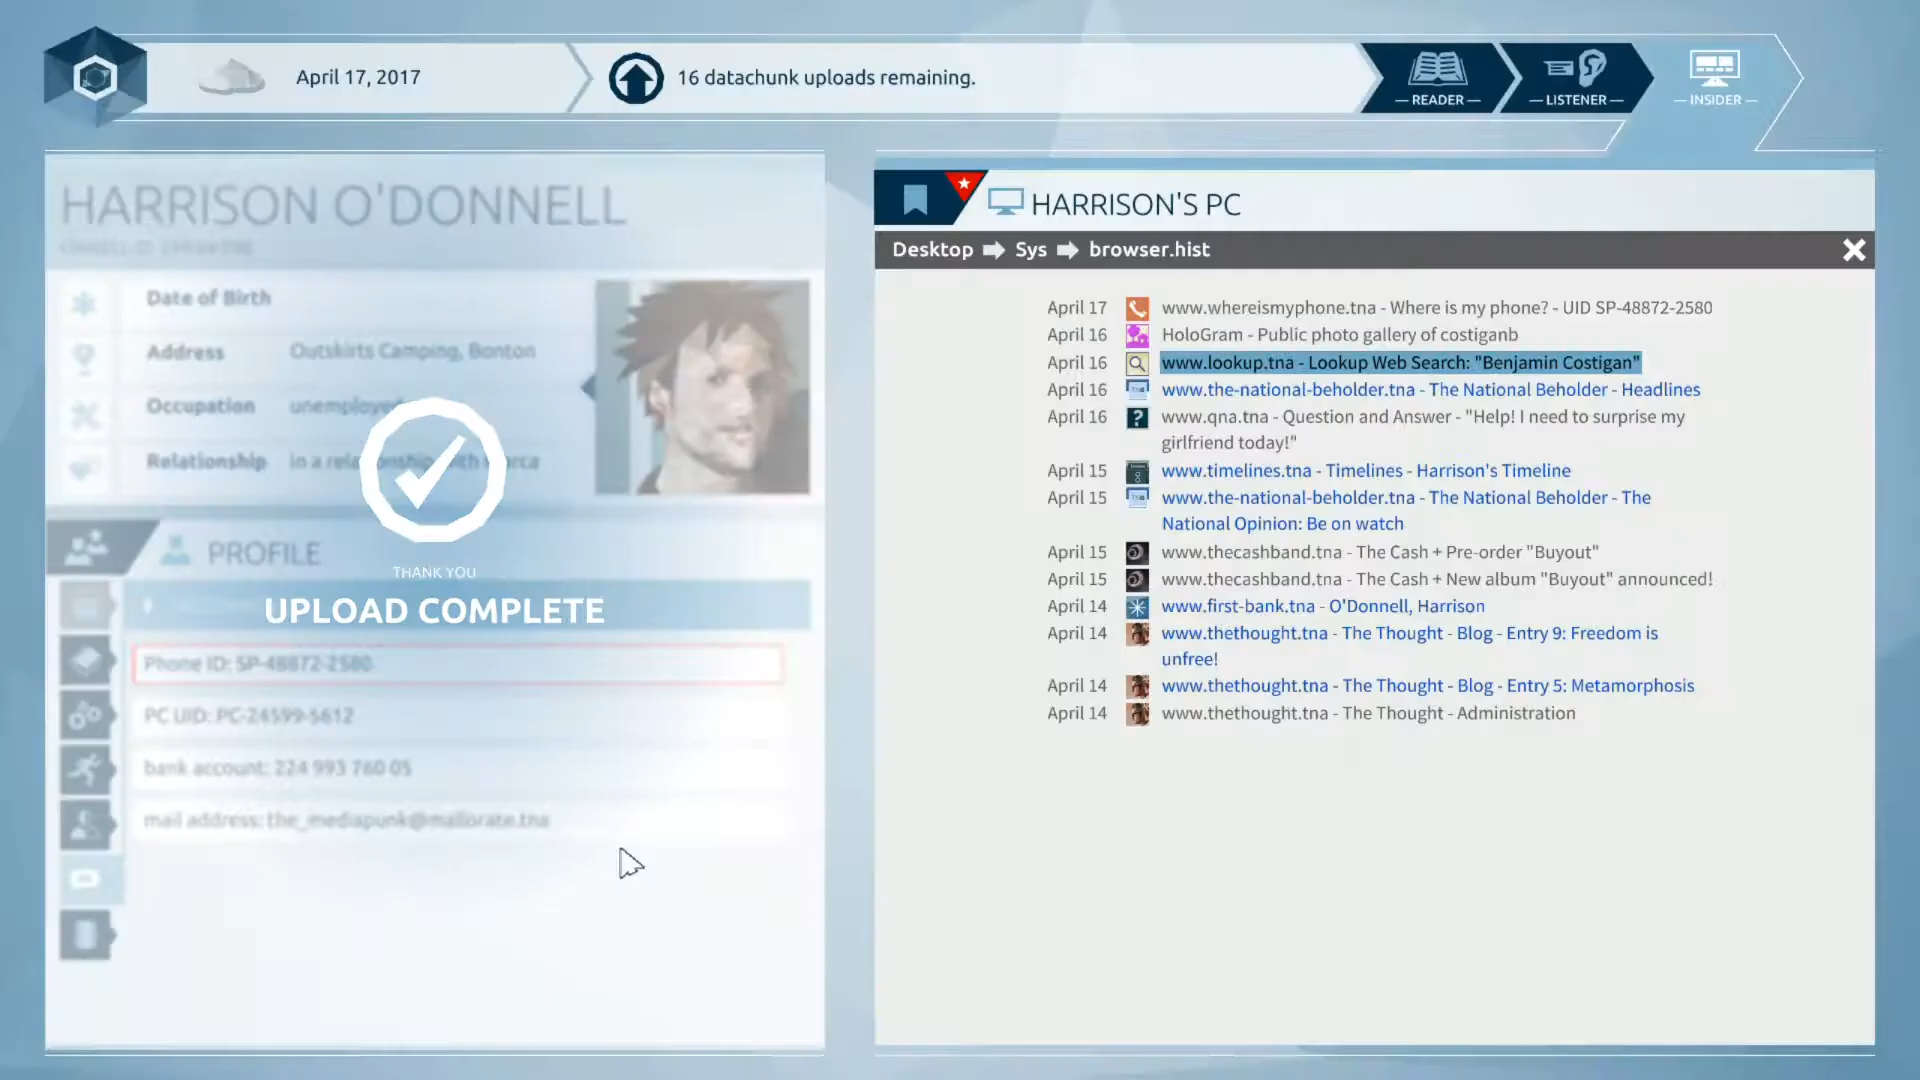 April 17, 2017
16 datachunk uploads remaining.
READER
LISTENER
INSIDER
HARRISON O'DONNELL
Date of Birth
Address Outskirts Camping, Bonton
Occupation unemployed
Relationship in a relationship with
PROFILE
THANK YOU
UPLOAD COMPLETE
Phone ID: SP-48872-2580
PC UID: PC-24599-5612
bank account: 224 993 760 05
mail address: the_mediapunk@mallorate.tna
HARRISON'S PC
Desktop Sys browser.hist
April 17 www.whereismyphone.tna - Where is my phone? - UID SP-48872-2580
April 16 HoloGram - Public photo gallery of costiganb
April 16 www.lookup.tna - Lookup Web Search: "Benjamin Costigan"
April 16 www.the-national-beholder.tna - The National Beholder - Headlines
April 16 ? www.qna.tna - Question and Answer - "Help! I need to surprise my
girlfriend today!"
April 15 www.timelines.tna - Timelines - Harrison's Timeline
April 15 www.the-national-beholder.tna - The National Beholder - The
National Opinion: Be on watch
April 15 www.thecashband.tna - The Cash + Pre-order "Buyout"
April 15 www.thecashband.tna - The Cash + New album "Buyout" announced!
April 14 www.first-bank.tna - O'Donnell, Harrison
April 14 www.thethought.tna - The Thought - Blog - Entry 9: Freedom is
unfree!
April 14 www.thethought.tna - The Thought - Blog - Entry 5: Metamorphosis
April 14 www.thethought.tna - The Thought - Administration